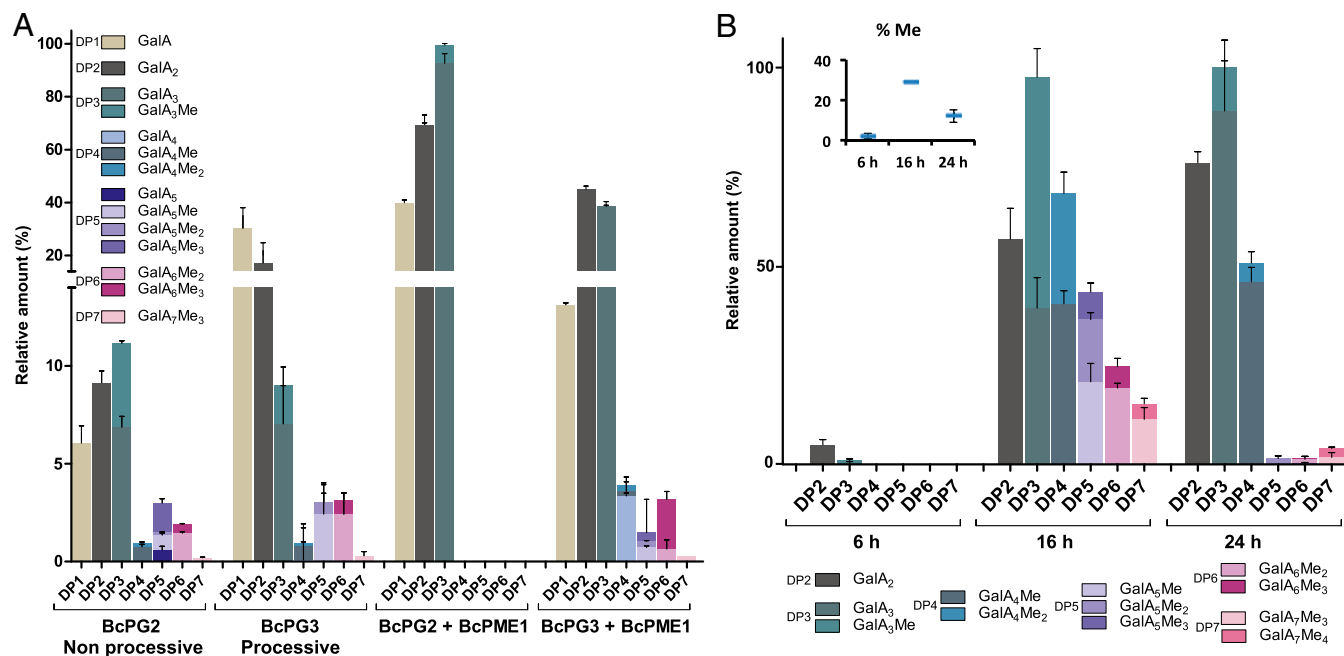 A
Relative amount (%)
100
80
60
40
20
10
5
0
DP1 GalA
DP2 GalA₂
DP3 GalA₃
GalA₃Me
DP4 GalA₄
GalA₄Me
GalA₄Me₂
DP5 GalA₅
GalA₅Me
GalA₅Me₂
GalA₅Me₃
DP6 GalA₆Me₂
GalA₆Me₃
DP7 GalA₇Me₃
DP1 DP2 DP3 DP4 DP5 DP6 DP7 DP1 DP2 DP3 DP4 DP5 DP6 DP7 DP1 DP2 DP3 DP4 DP5 DP6 DP7 DP1 DP2 DP3 DP4 DP5 DP6 DP7
BcPG2 BcPG3 BcPG2 + BcPME1 BcPG3 + BcPME1
Non processive Processive
B
Relative amount (%)
100
50
0
% Me
40
20
0
6 h 16 h 24 h
DP2 DP3 DP4 DP5 DP6 DP7 DP2 DP3 DP4 DP5 DP6 DP7 DP2 DP3 DP4 DP5 DP6 DP7
6 h 16 h 24 h
DP2 GalA₂
DP3 GalA₃
GalA₃Me
DP4 GalA₄Me
GalA₄Me₂
DP5 GalA₅Me
GalA₅Me₂
GalA₅Me₃
DP6 GalA₆Me₂
GalA₆Me₃
DP7 GalA₇Me₃
GalA₇Me₄